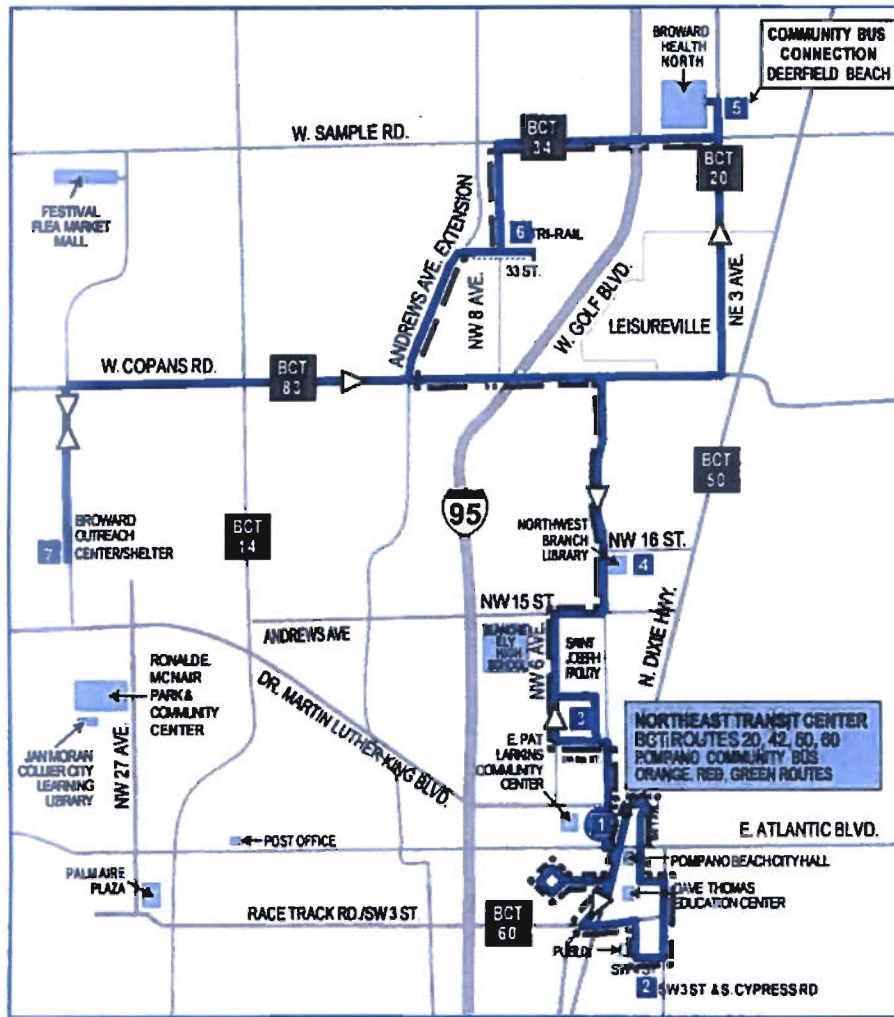 COMMUNITY BUS
CONNECTION
DEERFIELD BEACH
BROWARD
HEALTH
NORTH
5
W. SAMPLE RD.
BCT
34
BCT
20
FESTIVAL
FLEA MARKET
MALL
ANDREWS AVE. EXTENSION
6
TRI-RAIL
33 ST.
NW 8 AVE.
W. GOLF BLVD.
LEISUREVILLE
NE 3 AVE.
W. COPANS RD.
BCT
83
BCT
50
95
BCT
14
BROWARD
OUTREACH
CENTER/SHELTER
7
NORTHWEST
BRANCH
LIBRARY
NW 16 ST.
4
NW 15 ST.
ANDREWS AVE
BLANCHE
ELY HIGH
SCHOOL
NW 6 AVE.
SAINT
JOSEPH
N. DIXIE HWY.
RONALD E.
MCNAIR
PARK &
COMMUNITY
CENTER
DR. MARTIN LUTHER KING BLVD.
3
NORTHEAST TRANSIT CENTER
BCT ROUTES 20, 42, 50, 60
POMPANO COMMUNITY BUS
ORANGE, RED, GREEN ROUTES
JAN MORAN
COLLIER CITY
LEARNING
LIBRARY
NW 27 AVE.
E. PAT
LARKINS
COMMUNITY
CENTER
1
POST OFFICE
E. ATLANTIC BLVD.
POMPANO BEACH CITY HALL
PALM AIRE
PLAZA
DAVE THOMAS
EDUCATION CENTER
RACE TRACK RD./SW 3 ST.
BCT
60
PUBLIX
2
SW 3 ST & S. CYPRESS RD